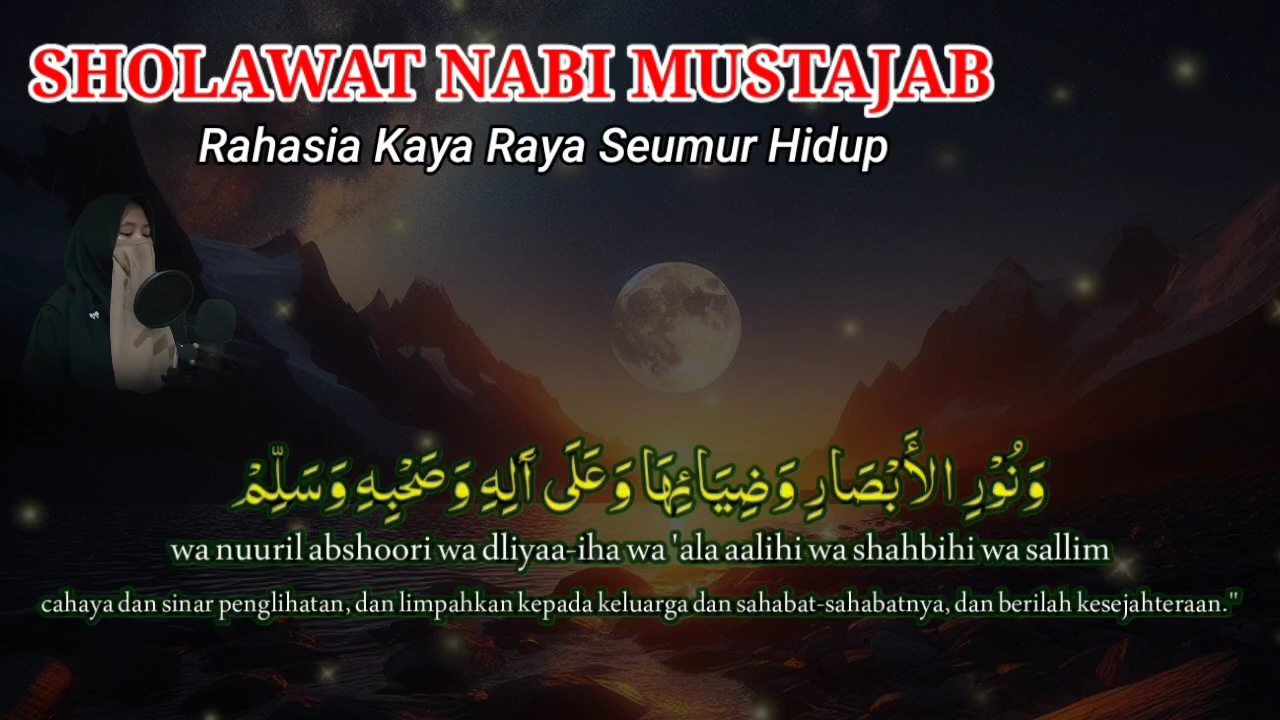 SHOLAWAT NABI MUSTAJAB
Rahasia Kaya Raya Seumur Hidup
وَنُوْرِ الأَبْصَارِ وَضِيَائِهَا وَعَلَى آلِهِ وَصَحْبِهِ وَسَلِّمْ
wa nuuril abshoori wa dliyaa-iha wa 'ala aalihi wa shahbihi wa sallim
cahaya dan sinar penglihatan, dan limpahkan kepada keluarga dan sahabat-sahabatnya, dan berilah kesejahteraan."